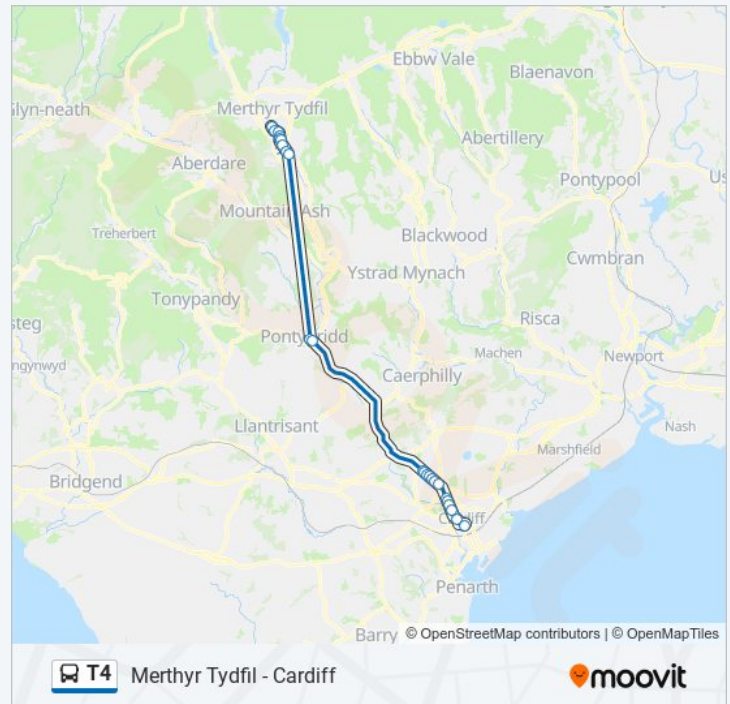 Ebbw Vale
Blaenavon
Glyn-neath
Merthyr Tydfil
Abertillery
Aberdare
Pontypool
Us
Mountain Ash
Treherbert
Blackwood
Cwmbran
Ystrad Mynach
Tonypandy
Risca
steg
Pontypridd
Machen
Newport
ngynwyd
Caerphilly
Llantrisant
Nash
Marshfield
Bridgend
Cardiff
Penarth
Barry
© OpenStreetMap contributors | © OpenMapTiles
T4 Merthyr Tydfil - Cardiff
moovit